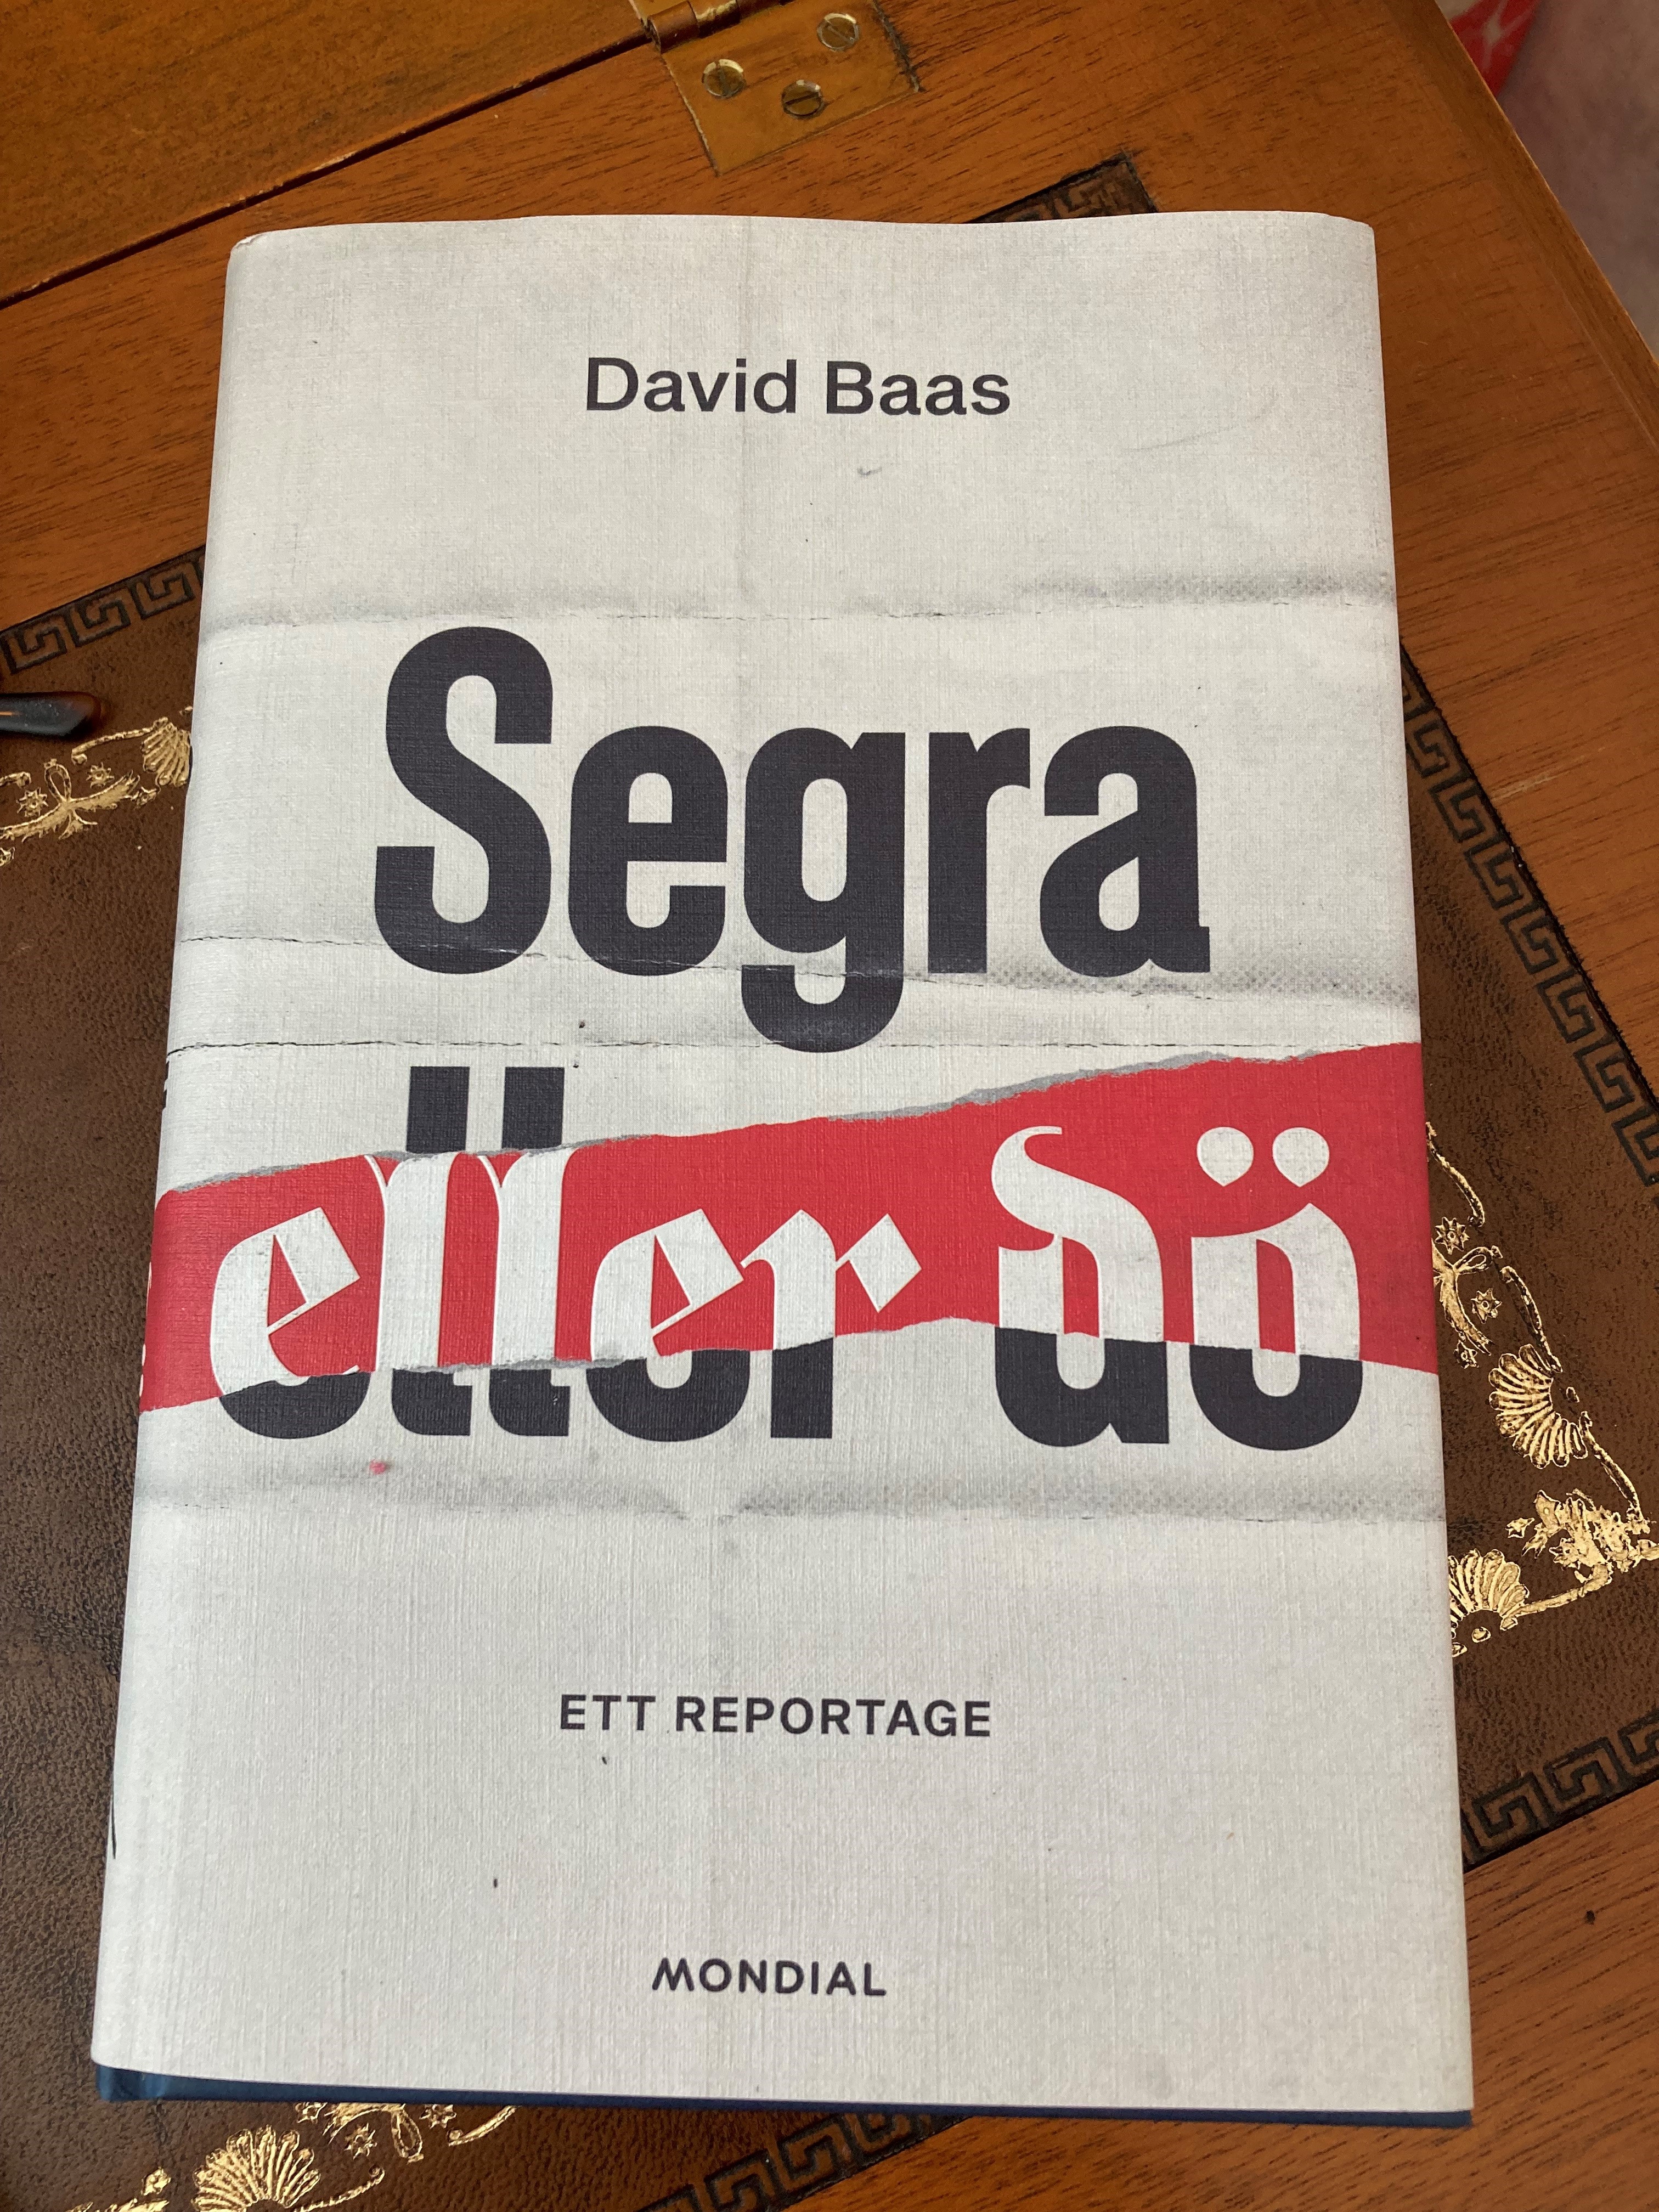 David Baas
Segra
eller dö
ETT REPORTAGE
MONDIAL